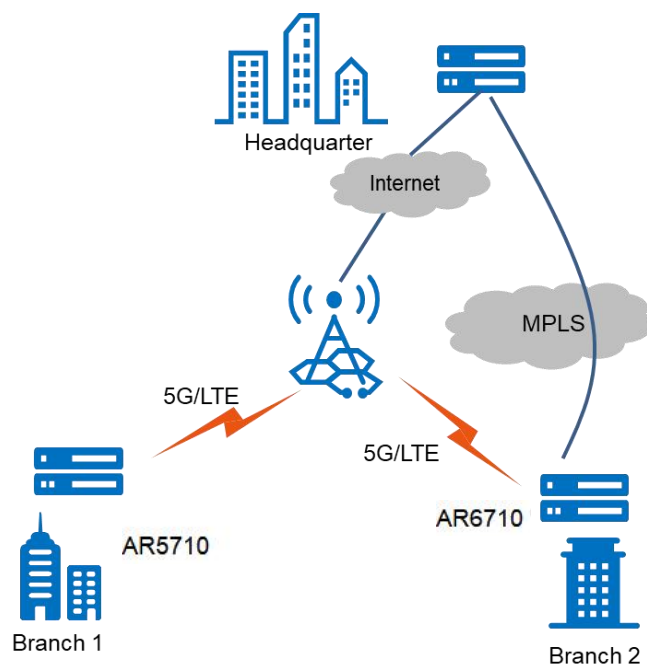 Headquarter
Internet
MPLS
5G/LTE
5G/LTE
AR5710
AR6710
Branch 1
Branch 2